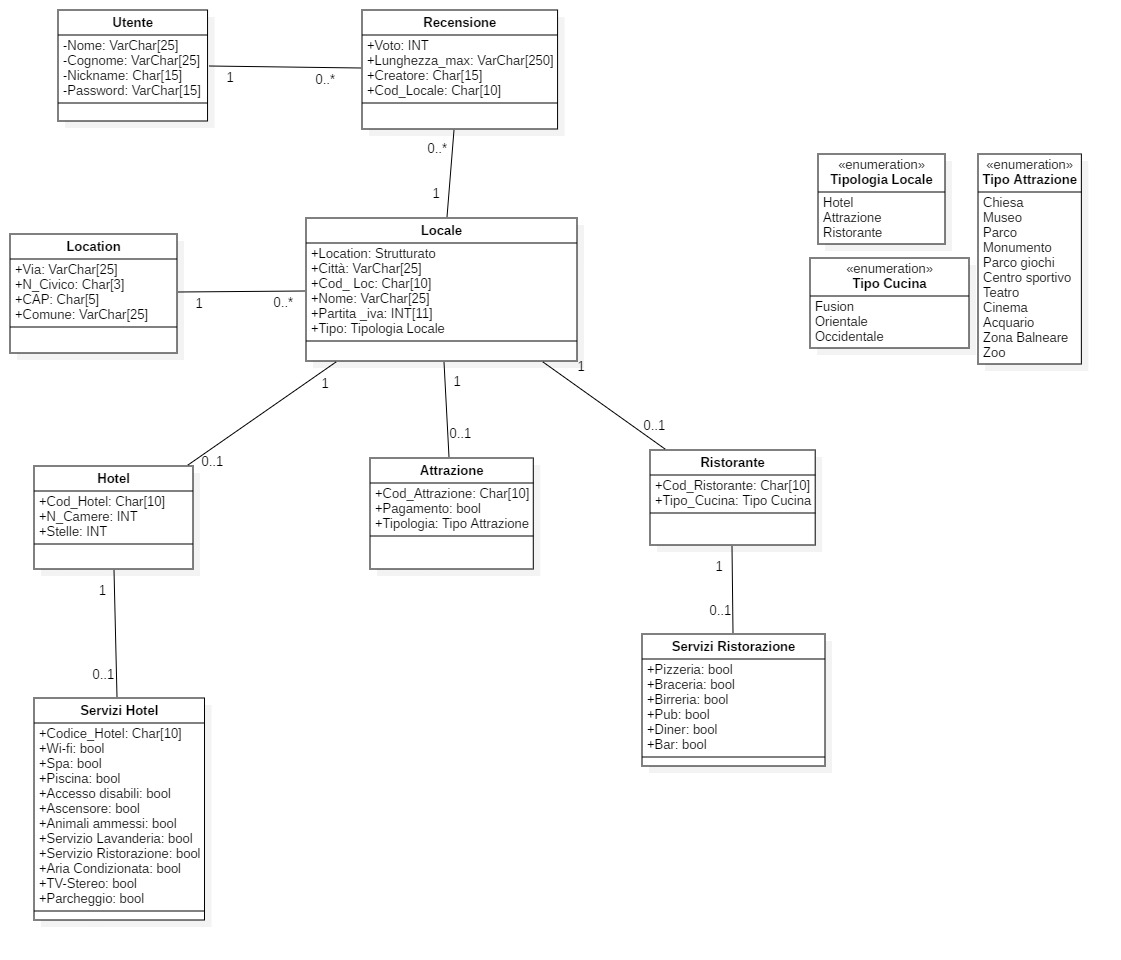 Utente
-Nome: VarChar[25]
-Cognome: VarChar[25]
-Nickname: Char[15]
-Password: VarChar[15]
1
0..*
Recensione
+Voto: INT
+Lunghezza_max: VarChar[250]
+Creatore: Char[15]
+Cod_Locale: Char[10]
0..*
1
«enumeration»
Tipologia Locale
Hotel
Attrazione
Ristorante
«enumeration»
Tipo Attrazione
Chiesa
Museo
Parco
Monumento
Parco giochi
Centro sportivo
Teatro
Cinema
Acquario
Zona Balneare
Zoo
«enumeration»
Tipo Cucina
Fusion
Orientale
Occidentale
Location
+Via: VarChar[25]
+N_Civico: Char[3]
+CAP: Char[5]
+Comune: VarChar[25]
1
0..*
Locale
+Location: Strutturato
+Città: VarChar[25]
+Cod_ Loc: Char[10]
+Nome: VarChar[25]
+Partita _iva: INT[11]
+Tipo: Tipologia Locale
1
0..1
1
0..1
1
0..1
Hotel
+Cod_Hotel: Char[10]
+N_Camere: INT
+Stelle: INT
Attrazione
+Cod_Attrazione: Char[10]
+Pagamento: bool
+Tipologia: Tipo Attrazione
Ristorante
+Cod_Ristorante: Char[10]
+Tipo_Cucina: Tipo Cucina
1
0..1
1
0..1
Servizi Hotel
+Codice_Hotel: Char[10]
+Wi-fi: bool
+Spa: bool
+Piscina: bool
+Accesso disabili: bool
+Ascensore: bool
+Animali ammessi: bool
+Servizio Lavanderia: bool
+Servizio Ristorazione: bool
+Aria Condizionata: bool
+TV-Stereo: bool
+Parcheggio: bool
Servizi Ristorazione
+Pizzeria: bool
+Braceria: bool
+Birreria: bool
+Pub: bool
+Diner: bool
+Bar: bool